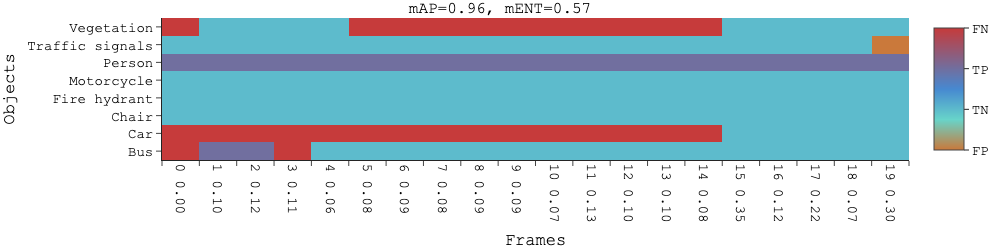 mAP=0.96, mENT=0.57
Objects
Vegetation
Traffic signals
Person
Motorcycle
Fire hydrant
Chair
Car
Bus
FN
TP
TN
FP
0 0.00
1 0.10
2 0.12
3 0.11
4 0.06
5 0.08
6 0.09
7 0.08
8 0.09
9 0.09
10 0.07
11 0.13
12 0.10
13 0.10
14 0.08
15 0.35
16 0.12
17 0.22
18 0.07
19 0.30
Frames